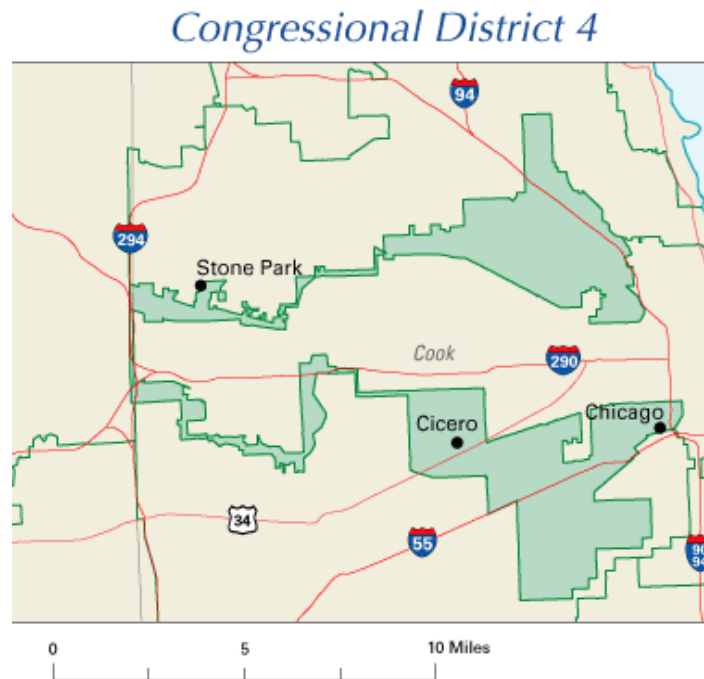 Congressional District 4
94
294
Stone Park
Cook
290
Cicero
Chicago
34
55
90
94
0 5 10 Miles